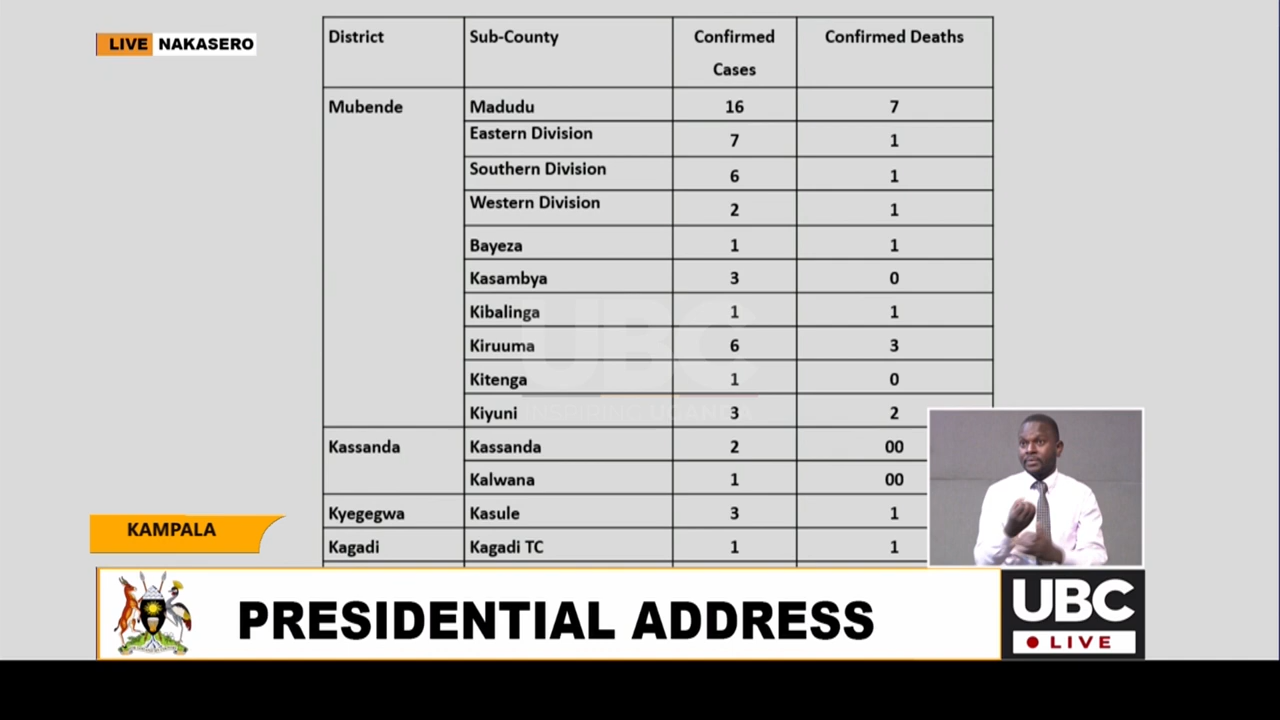 LIVE NAKASERO
District Sub-County Confirmed Cases Confirmed Deaths
Mubende Madudu 16 7
Eastern Division 7 1
Southern Division 6 1
Western Division 2 1
Bayeza 1 1
Kasambya 3 0
Kibalinga 1 1
Kiruuma 6 3
Kitenga 1 0
Kiyuni 3 2
Kassanda Kassanda 2 00
Kalwana 1 00
Kyegegwa Kasule 3 1
Kagadi Kagadi TC 1 1
UBC
KAMPALA
PRESIDENTIAL ADDRESS
UBC
LIVE